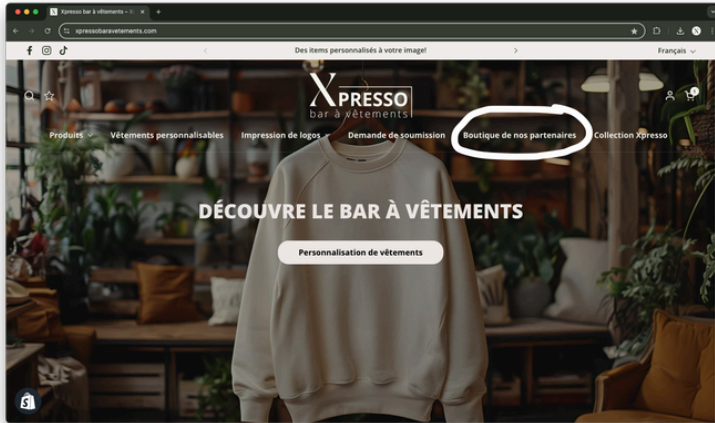 Xpresso bar à vêtements – X
xpressobaravetements.com
Des items personnalisés à votre image!
Français
XPRESSO
bar à vêtements
Produits
Vêtements personnalisables
Impression de logos
Demande de soumission
Boutique de nos partenaires
Collection Xpresso
DÉCOUVRE LE BAR À VÊTEMENTS
Personnalisation de vêtements